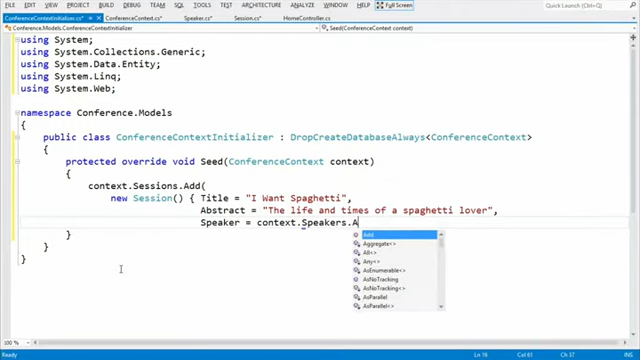 EDIT VIEW PROJECT BUILD DEBUG TEAM SQL TOOLS TEST ARCHITECTURE ANALYZE WINDOW HELP Full Screen Quick Launch (Ctrl+Q)
ConferenceContextInitializer.cs* ConferenceContext.cs* Speaker.cs* Session.cs* HomeController.cs
Conference.Models.ConferenceContextInitializer Seed(ConferenceContext context)
using System;
using System.Collections.Generic;
using System.Data.Entity;
using System.Linq;
using System.Web;
namespace Conference.Models
{
public class ConferenceContextInitializer : DropCreateDatabaseAlways<ConferenceContext>
{
protected override void Seed(ConferenceContext context)
{
context.Sessions.Add(
new Session() { Title = "I Want Spaghetti",
Abstract = "The life and times of a spaghetti lover",
Speaker = context.Speakers.A
Add
Aggregate<>
All<>
Any<>
AsEnumerable<>
AsNoTracking
AsNoTracking<>
AsParallel
AsParallel<>
}
}
}
100 %
Ln 16 Col 57 Ch 37 INS